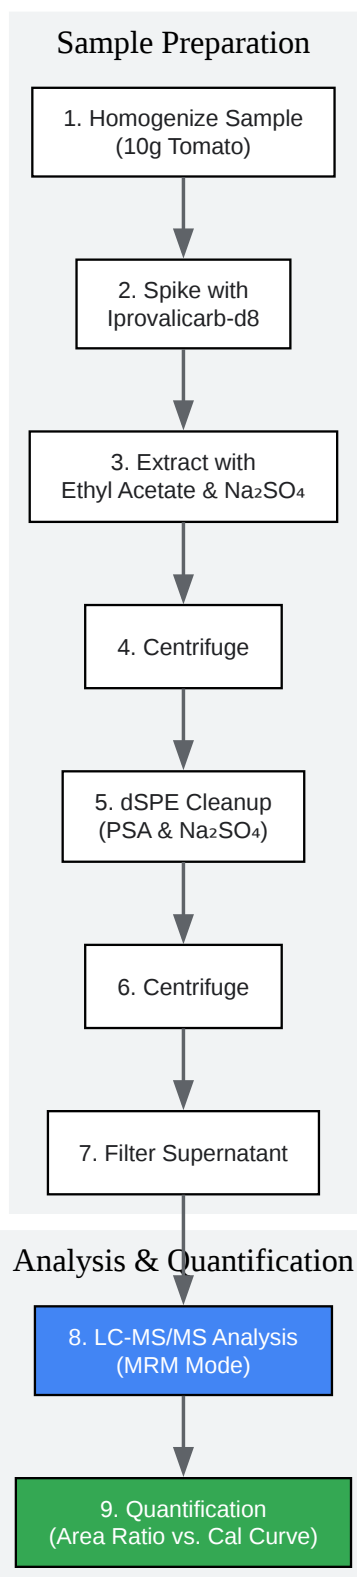 Sample Preparation
1. Homogenize Sample
(10g Tomato)
2. Spike with
Iprovalicarb-d8
3. Extract with
Ethyl Acetate & Na₂SO₄
4. Centrifuge
5. dSPE Cleanup
(PSA & Na₂SO₄)
6. Centrifuge
7. Filter Supernatant
Analysis & Quantification
8. LC-MS/MS Analysis
(MRM Mode)
9. Quantification
(Area Ratio vs. Cal Curve)